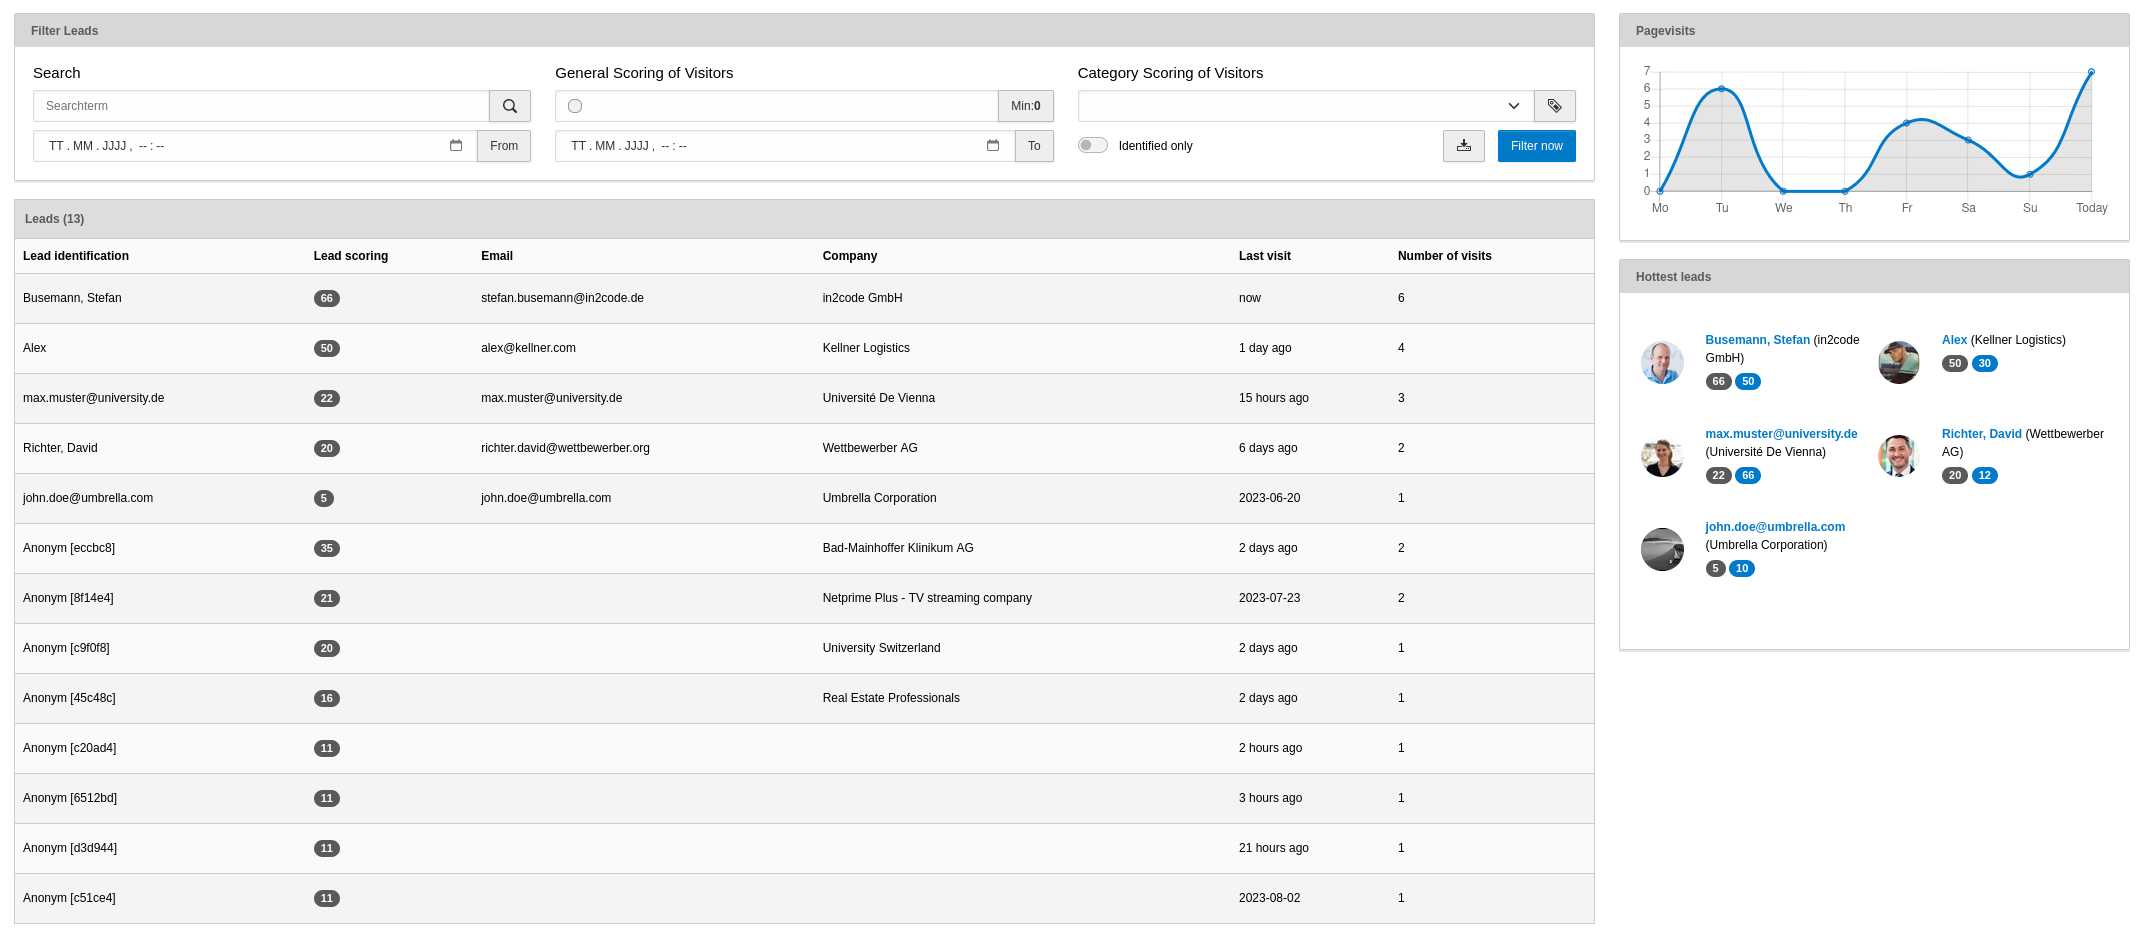 Filter Leads
Search
General Scoring of Visitors
Category Scoring of Visitors
Searchterm
Min:0
TT . MM . JJJJ ,  -- : --
From
TT . MM . JJJJ ,  -- : --
To
Identified only
Filter now
Leads (13)
Lead identification Lead scoring Email Company Last visit Number of visits
Busemann, Stefan 66 stefan.busemann@in2code.de in2code GmbH now 6
Alex 50 alex@kellner.com Kellner Logistics 1 day ago 4
max.muster@university.de 22 max.muster@university.de Université De Vienna 15 hours ago 3
Richter, David 20 richter.david@wettbewerber.org Wettbewerber AG 6 days ago 2
john.doe@umbrella.com 5 john.doe@umbrella.com Umbrella Corporation 2023-06-20 1
Anonym [eccbc8] 35 Bad-Mainhoffer Klinikum AG 2 days ago 2
Anonym [8f14e4] 21 Netprime Plus - TV streaming company 2023-07-23 2
Anonym [c9f0f8] 20 University Switzerland 2 days ago 1
Anonym [45c48c] 16 Real Estate Professionals 2 days ago 1
Anonym [c20ad4] 11 2 hours ago 1
Anonym [6512bd] 11 3 hours ago 1
Anonym [d3d944] 11 21 hours ago 1
Anonym [c51ce4] 11 2023-08-02 1
Pagevisits
7
6
5
4
3
2
1
0
Mo Tu We Th Fr Sa Su Today
Hottest leads
Busemann, Stefan (in2code
GmbH)
66 50
Alex (Kellner Logistics)
50 30
max.muster@university.de
(Université De Vienna)
22 66
Richter, David (Wettbewerber
AG)
20 12
john.doe@umbrella.com
(Umbrella Corporation)
5 10